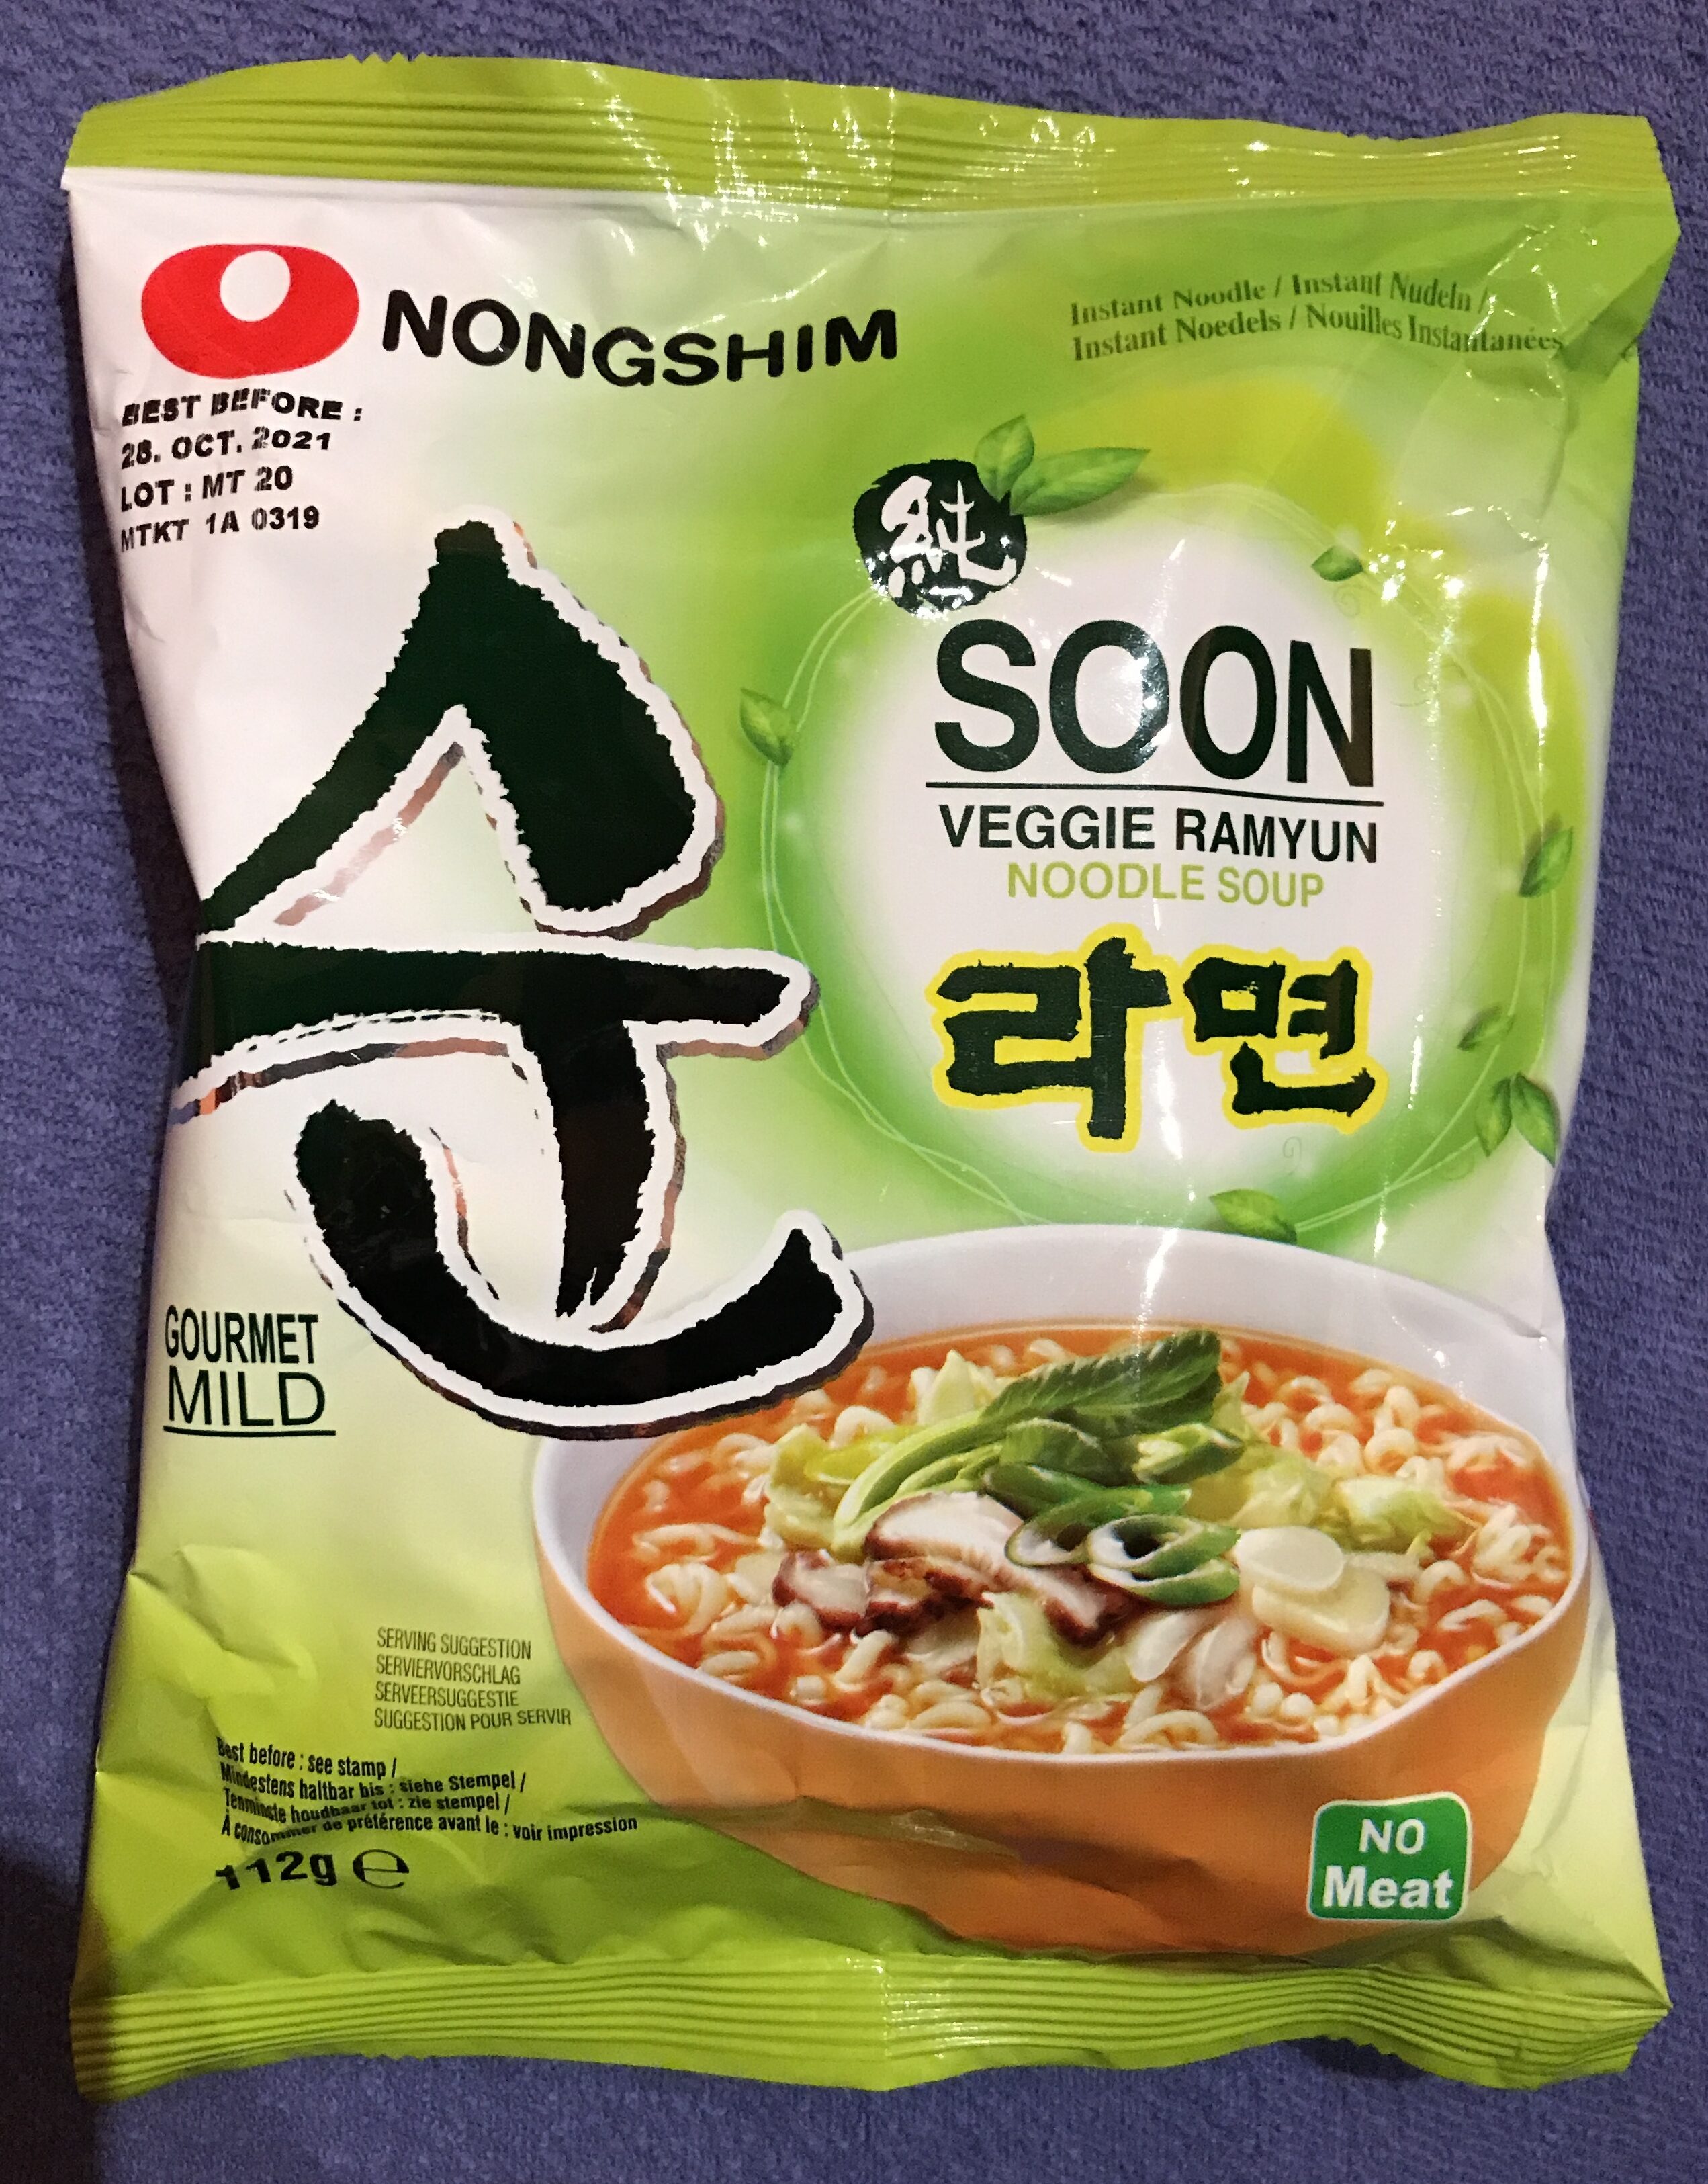 NONGSHIM
Instant Noodle / Instant Nudeln /
Instant Noedels / Nouilles Instantanées
BEST BEFORE :
28. OCT. 2021
LOT : MT 20
MTKT 1A 0319
순
純
SOON
VEGGIE RAMYUN
NOODLE SOUP
라면
GOURMET
MILD
SERVING SUGGESTION
SERVIERVORSCHLAG
SERVEERSUGGESTIE
SUGGESTION POUR SERVIR
Best before : see stamp /
Mindestens haltbar bis : siehe Stempel /
Tenminste houdbaar tot : zie stempel /
À consommer de préférence avant le : voir impression
112g ℮
NO
Meat